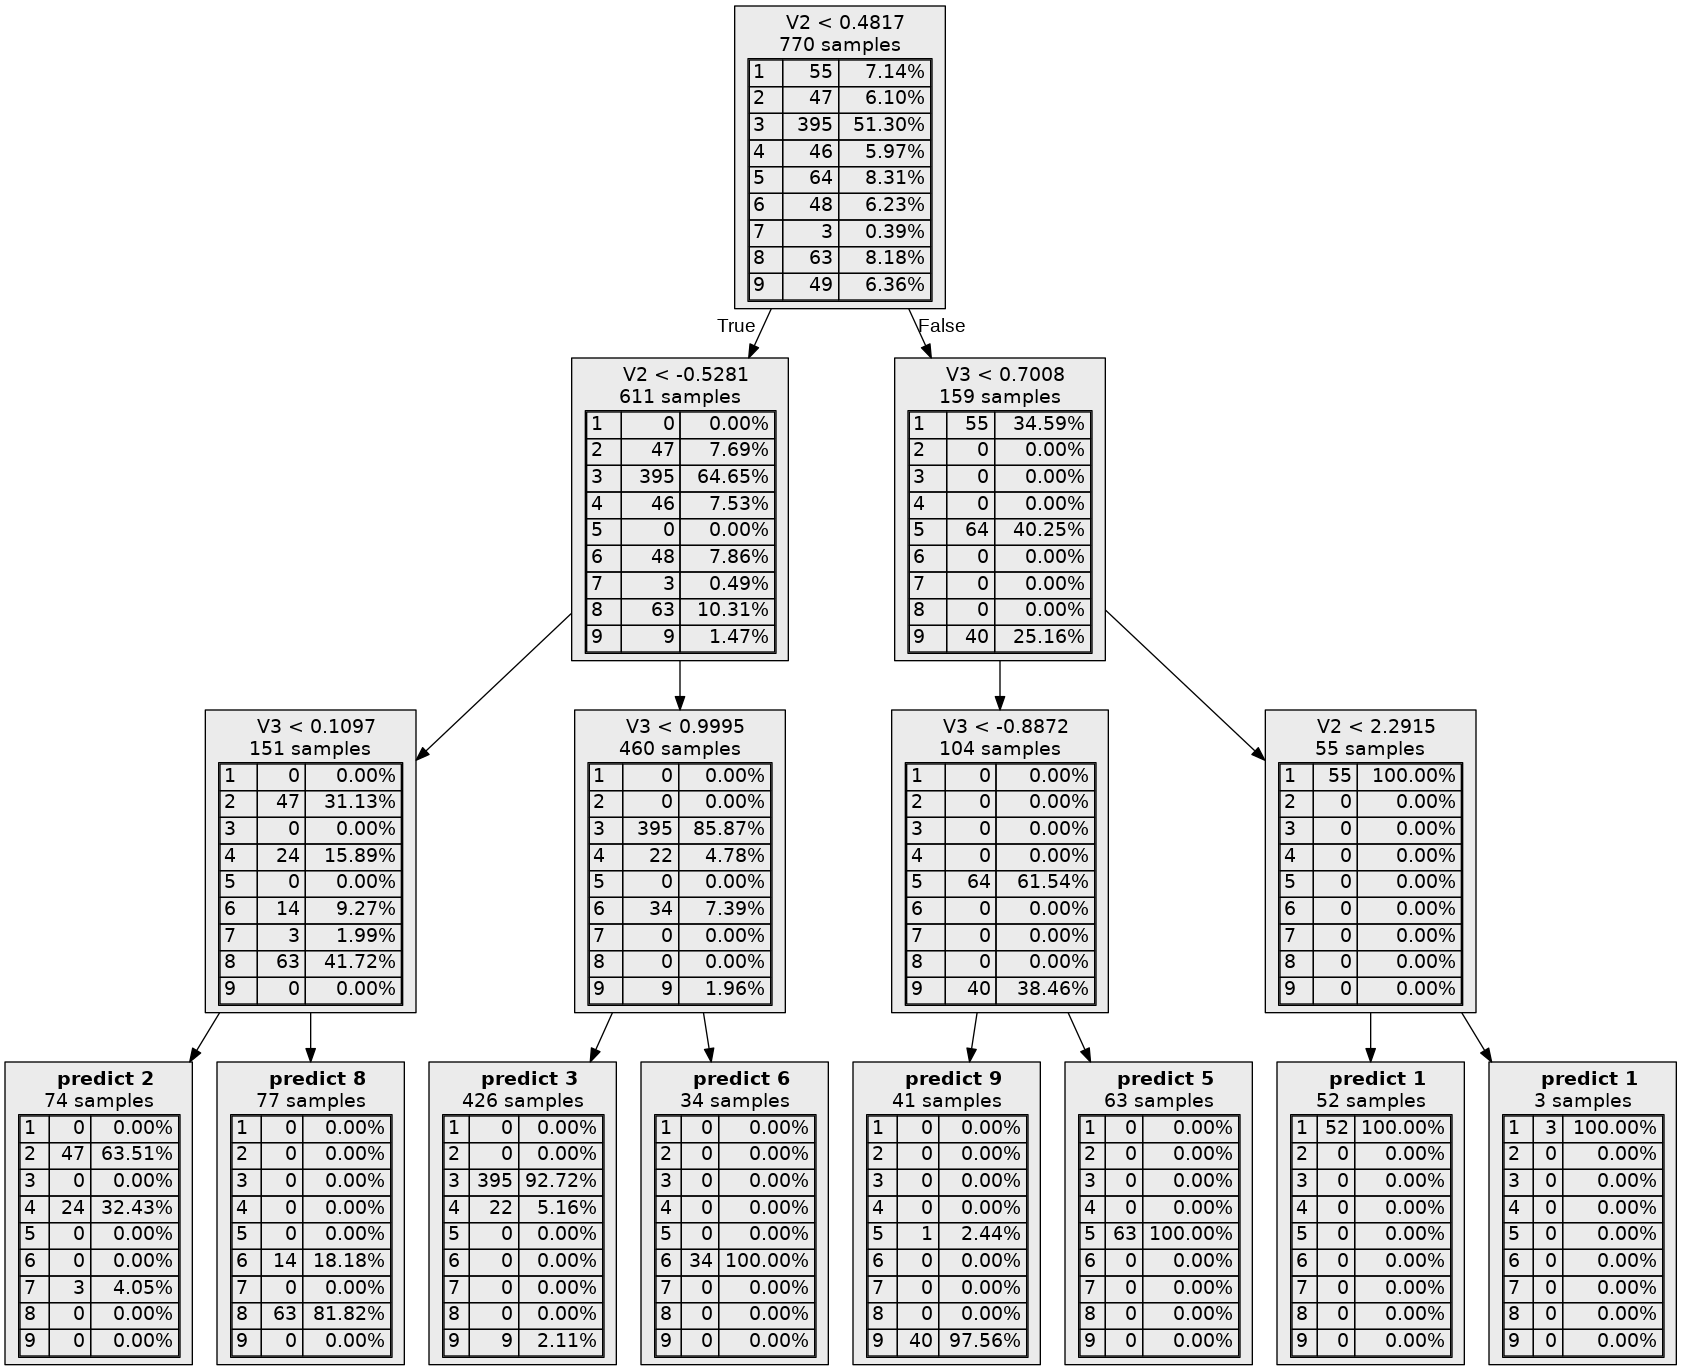 V2 < 0.4817
770 samples
1 55 7.14%
2 47 6.10%
3 395 51.30%
4 46 5.97%
5 64 8.31%
6 48 6.23%
7 3 0.39%
8 63 8.18%
9 49 6.36%
True
False
V2 < -0.5281
611 samples
1 0 0.00%
2 47 7.69%
3 395 64.65%
4 46 7.53%
5 0 0.00%
6 48 7.86%
7 3 0.49%
8 63 10.31%
9 9 1.47%
V3 < 0.7008
159 samples
1 55 34.59%
2 0 0.00%
3 0 0.00%
4 0 0.00%
5 64 40.25%
6 0 0.00%
7 0 0.00%
8 0 0.00%
9 40 25.16%
V3 < 0.1097
151 samples
1 0 0.00%
2 47 31.13%
3 0 0.00%
4 24 15.89%
5 0 0.00%
6 14 9.27%
7 3 1.99%
8 63 41.72%
9 0 0.00%
V3 < 0.9995
460 samples
1 0 0.00%
2 0 0.00%
3 395 85.87%
4 22 4.78%
5 0 0.00%
6 34 7.39%
7 0 0.00%
8 0 0.00%
9 9 1.96%
V3 < -0.8872
104 samples
1 0 0.00%
2 0 0.00%
3 0 0.00%
4 0 0.00%
5 64 61.54%
6 0 0.00%
7 0 0.00%
8 0 0.00%
9 40 38.46%
V2 < 2.2915
55 samples
1 55 100.00%
2 0 0.00%
3 0 0.00%
4 0 0.00%
5 0 0.00%
6 0 0.00%
7 0 0.00%
8 0 0.00%
9 0 0.00%
predict 2
74 samples
1 0 0.00%
2 47 63.51%
3 0 0.00%
4 24 32.43%
5 0 0.00%
6 0 0.00%
7 3 4.05%
8 0 0.00%
9 0 0.00%
predict 8
77 samples
1 0 0.00%
2 0 0.00%
3 0 0.00%
4 0 0.00%
5 0 0.00%
6 14 18.18%
7 0 0.00%
8 63 81.82%
9 0 0.00%
predict 3
426 samples
1 0 0.00%
2 0 0.00%
3 395 92.72%
4 22 5.16%
5 0 0.00%
6 0 0.00%
7 0 0.00%
8 0 0.00%
9 9 2.11%
predict 6
34 samples
1 0 0.00%
2 0 0.00%
3 0 0.00%
4 0 0.00%
5 0 0.00%
6 34 100.00%
7 0 0.00%
8 0 0.00%
9 0 0.00%
predict 9
41 samples
1 0 0.00%
2 0 0.00%
3 0 0.00%
4 0 0.00%
5 1 2.44%
6 0 0.00%
7 0 0.00%
8 0 0.00%
9 40 97.56%
predict 5
63 samples
1 0 0.00%
2 0 0.00%
3 0 0.00%
4 0 0.00%
5 63 100.00%
6 0 0.00%
7 0 0.00%
8 0 0.00%
9 0 0.00%
predict 1
52 samples
1 52 100.00%
2 0 0.00%
3 0 0.00%
4 0 0.00%
5 0 0.00%
6 0 0.00%
7 0 0.00%
8 0 0.00%
9 0 0.00%
predict 1
3 samples
1 3 100.00%
2 0 0.00%
3 0 0.00%
4 0 0.00%
5 0 0.00%
6 0 0.00%
7 0 0.00%
8 0 0.00%
9 0 0.00%